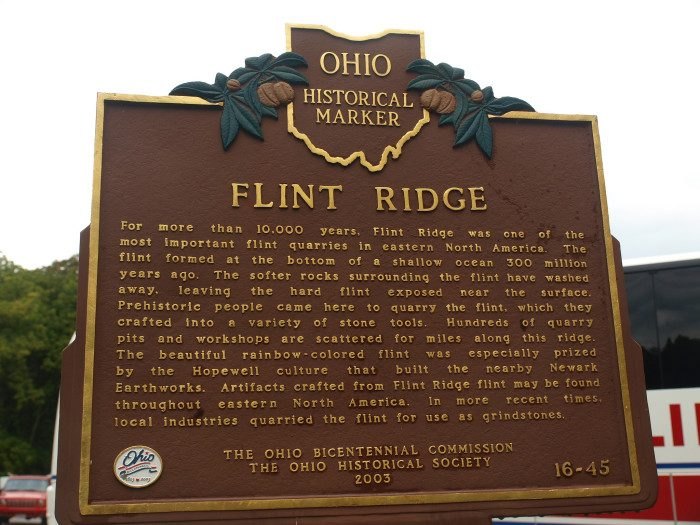 OHIO
HISTORICAL
MARKER
FLINT RIDGE
For more than 10,000 years, Flint Ridge was one of the
most important flint quarries in eastern North America. The
flint formed at the bottom of a shallow ocean 300 million
years ago. The softer rocks surrounding the flint have washed
away, leaving the hard flint exposed near the surface.
Prehistoric people came here to quarry the flint, which they
crafted into a variety of stone tools. Hundreds of quarry
pits and workshops are scattered for miles along this ridge.
The beautiful rainbow-colored flint was especially prized
by the Hopewell culture that built the nearby Newark
Earthworks. Artifacts crafted from Flint Ridge flint may be found
throughout eastern North America. In more recent times,
local industries quarried the flint for use as grindstones.
THE OHIO BICENTENNIAL COMMISSION
THE OHIO HISTORICAL SOCIETY
2003
16-45
Ohio
LI